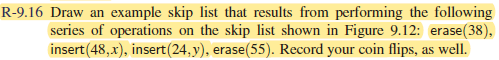 R-9.16 Draw an example skip list that results from performing the following
series of operations on the skip list shown in Figure 9.12: erase(38),
insert(48,x), insert(24,y), erase(55). Record your coin flips, as well.